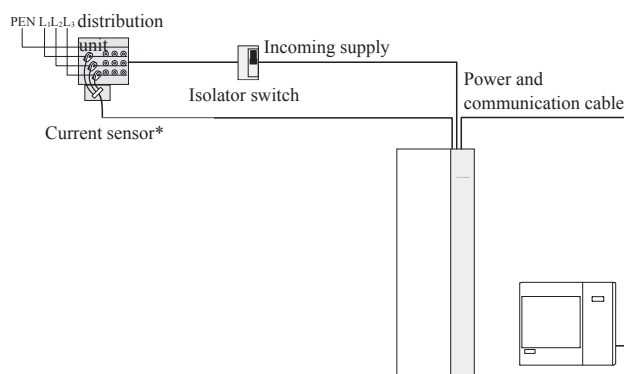 PEN L₁L₂L₃ distribution
unit
Incoming supply
Isolator switch
Power and
communication cable
Current sensor*